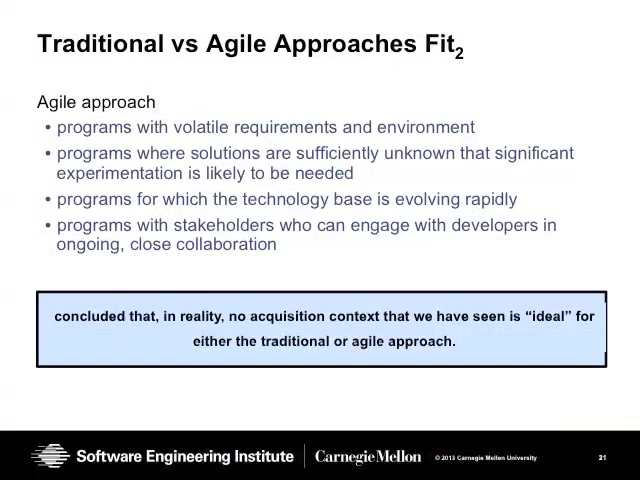 Traditional vs Agile Approaches Fit2
Agile approach
• programs with volatile requirements and environment
• programs where solutions are sufficiently unknown that significant
experimentation is likely to be needed
• programs for which the technology base is evolving rapidly
• programs with stakeholders who can engage with developers in
ongoing, close collaboration
concluded that, in reality, no acquisition context that we have seen is “ideal” for
either the traditional or agile approach.
Software Engineering Institute | Carnegie Mellon © 2013 Carnegie Mellon University 21